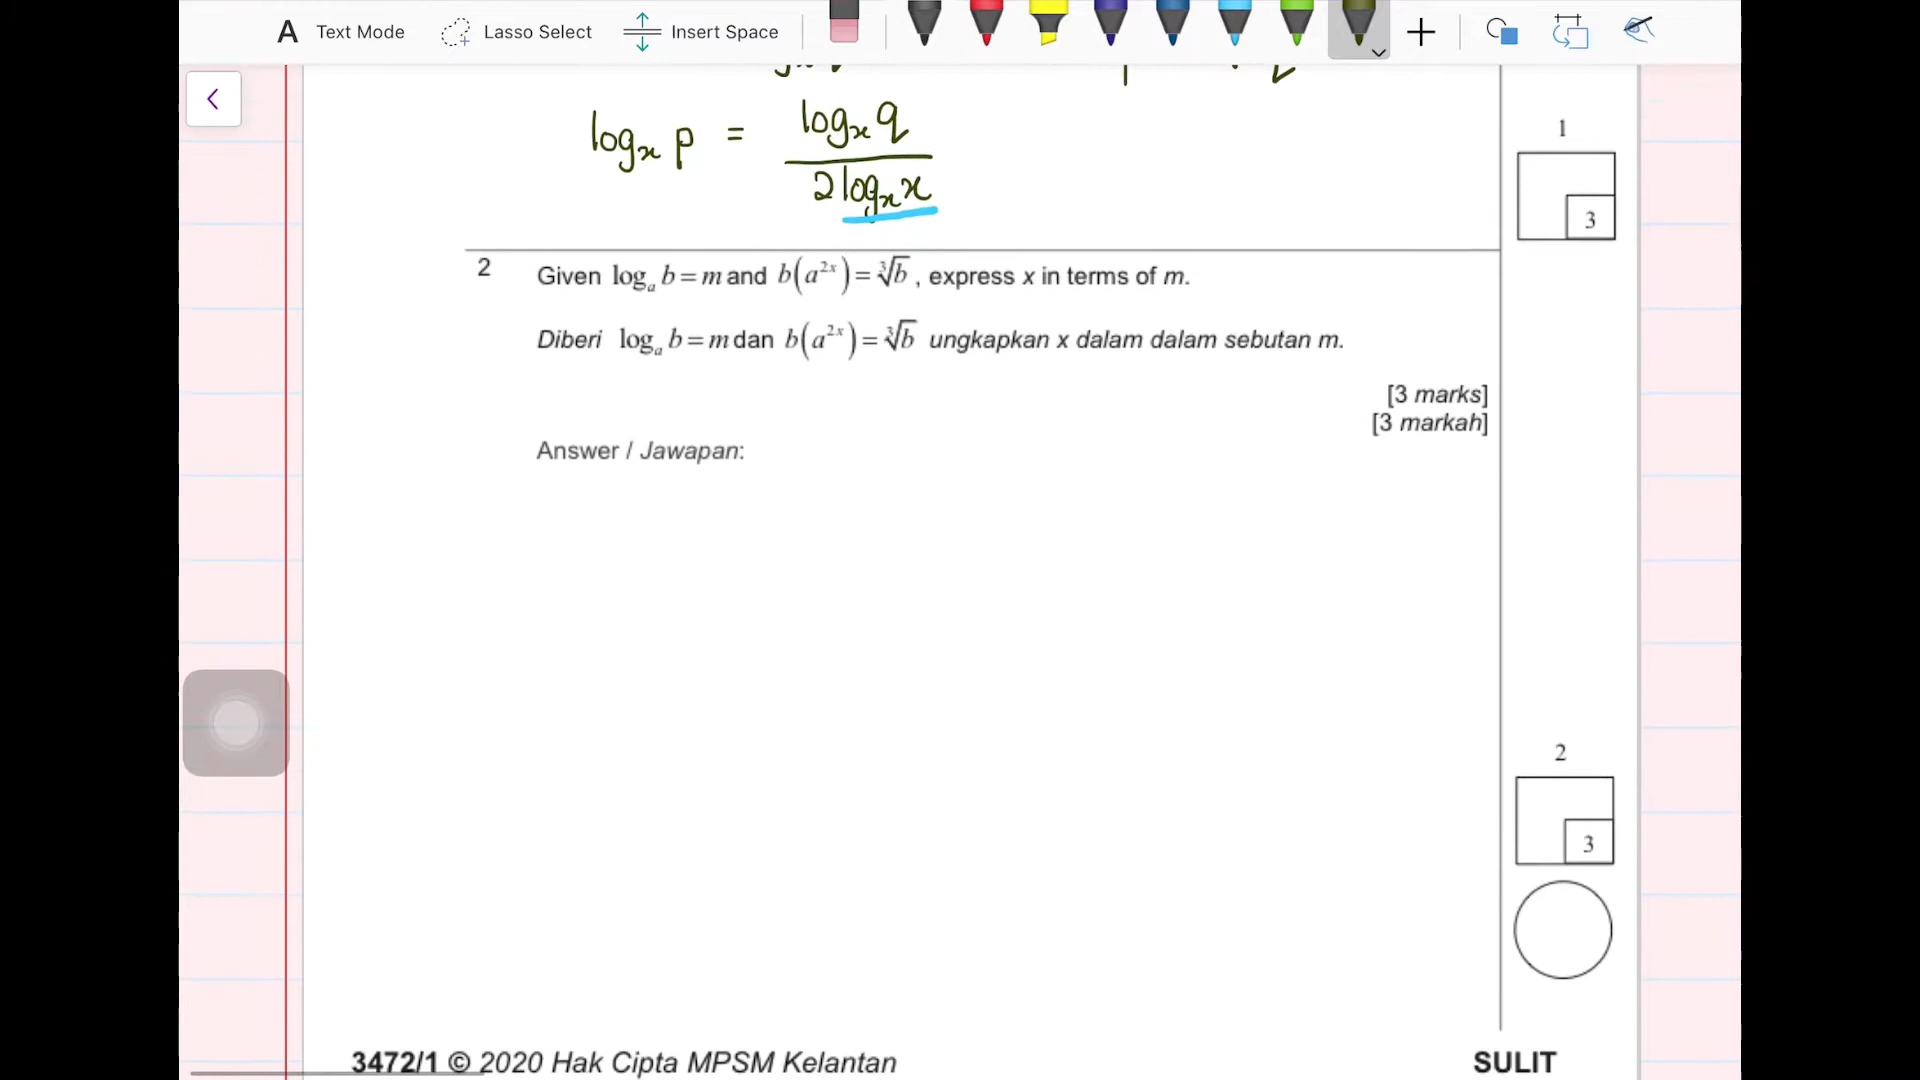 A Text Mode Lasso Select Insert Space
logₓ p = logₓ q / 2 logₓ x
1
3
2 Given logₐ b = m and b(a²ˣ) = ∛b , express x in terms of m.
Diberi logₐ b = m dan b(a²ˣ) = ∛b ungkapkan x dalam dalam sebutan m.
[3 marks]
[3 markah]
Answer / Jawapan:
2
3
3472/1 © 2020 Hak Cipta MPSM Kelantan SULIT